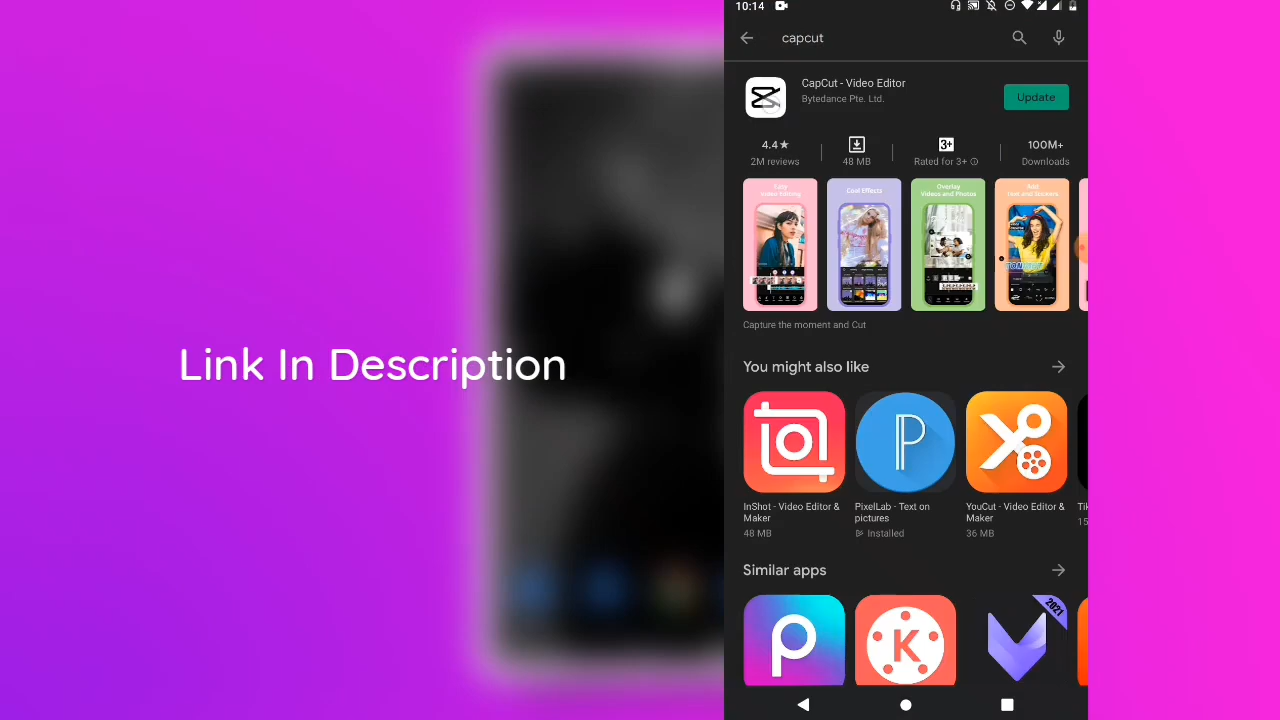 10:14
capcut
CapCut - Video Editor
Bytedance Pte. Ltd.
Update
4.4★
2M reviews
48 MB
3+
Rated for 3+
100M+
Downloads
Easy
Video Editing
Cool Effects
Overlay
Videos and Photos
Add
Text and Stickers
Capture the moment and Cut
Link In Description
You might also like
InShot - Video Editor &
Maker
48 MB
PixelLab - Text on
pictures
Installed
YouCut - Video Editor &
Maker
36 MB
Similar apps
K
2021